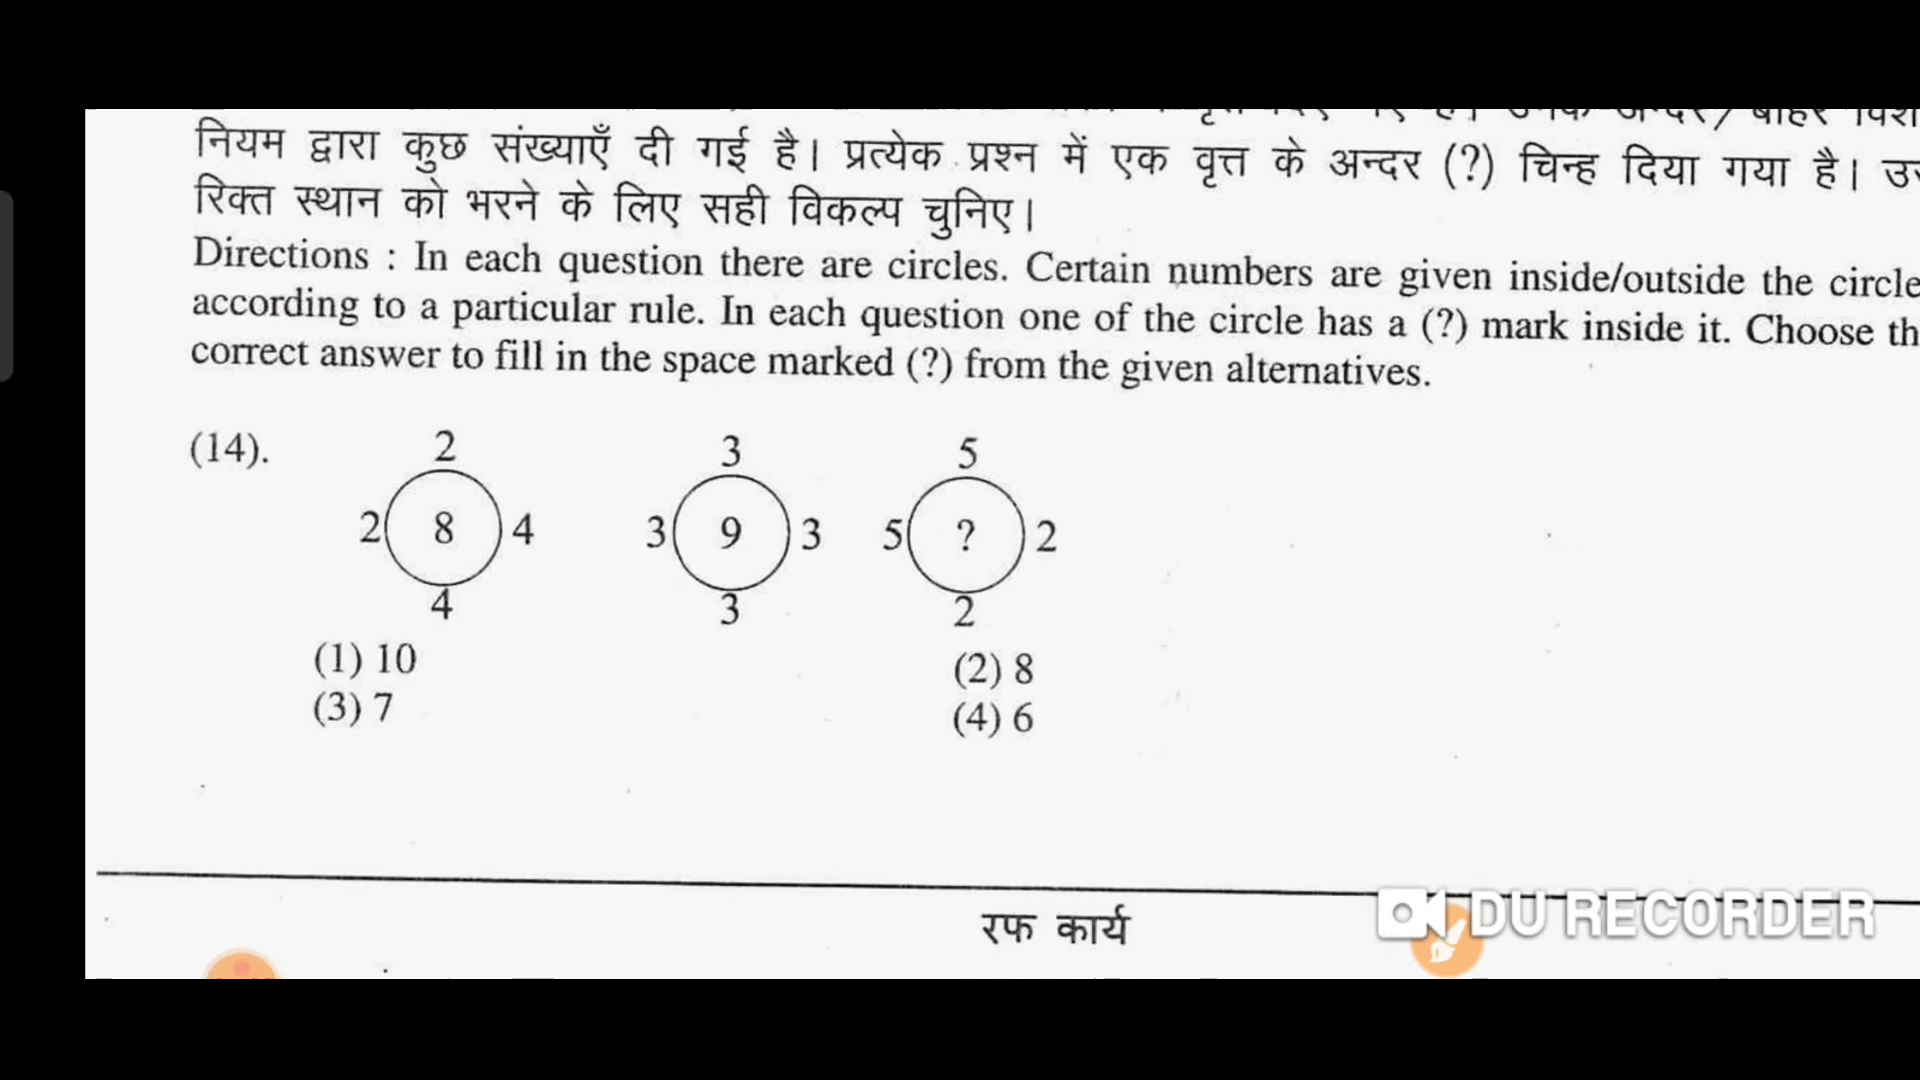 नियम द्वारा कुछ संख्याएँ दी गई है। प्रत्येक प्रश्न में एक वृत्त के अन्दर (?) चिन्ह दिया गया है।
रिक्त स्थान को भरने के लिए सही विकल्प चुनिए।
Directions : In each question there are circles. Certain numbers are given inside/outside the circle
according to a particular rule. In each question one of the circle has a (?) mark inside it. Choose th
correct answer to fill in the space marked (?) from the given alternatives.
(14). 2 3 5
2 8 4 3 9 3 5 ? 2
4 3 2
(1) 10 (2) 8
(3) 7 (4) 6
रफ कार्य
DU RECORDER